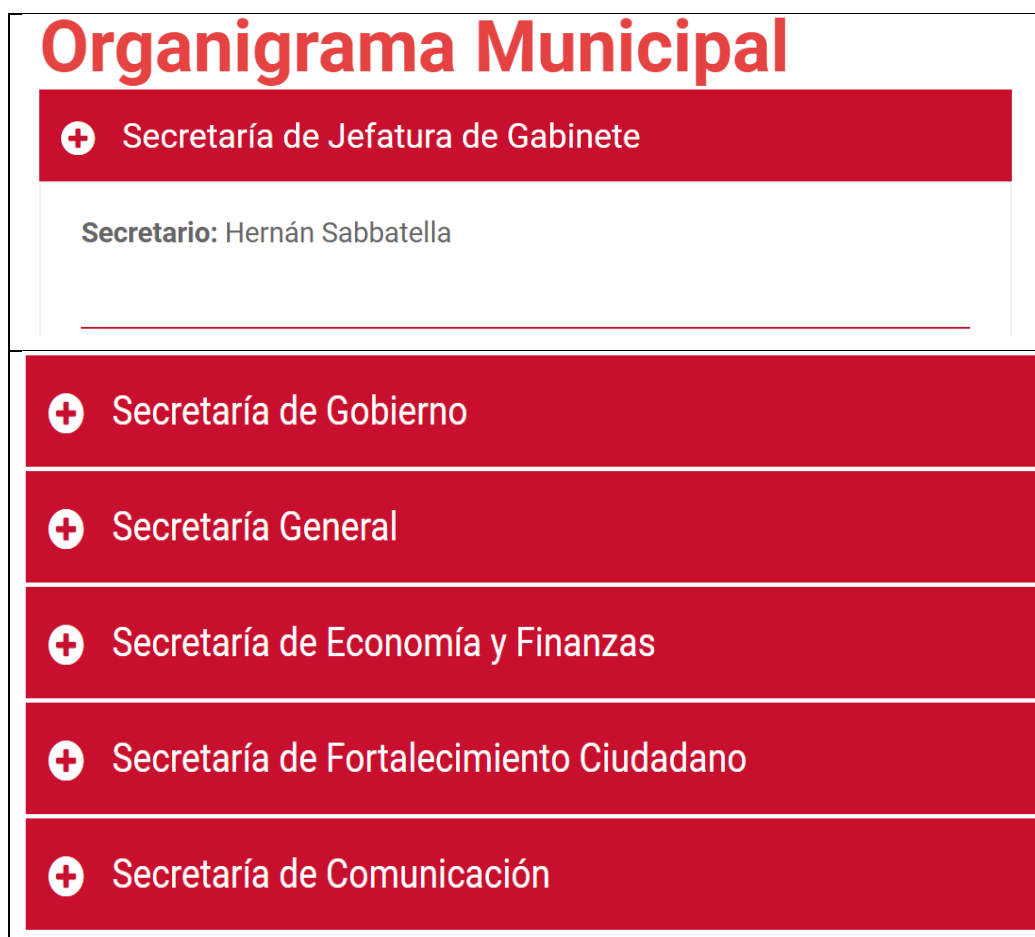 Organigrama Municipal
Secretaría de Jefatura de Gabinete
Secretario: Hernán Sabbatella
Secretaría de Gobierno
Secretaría General
Secretaría de Economía y Finanzas
Secretaría de Fortalecimiento Ciudadano
Secretaría de Comunicación